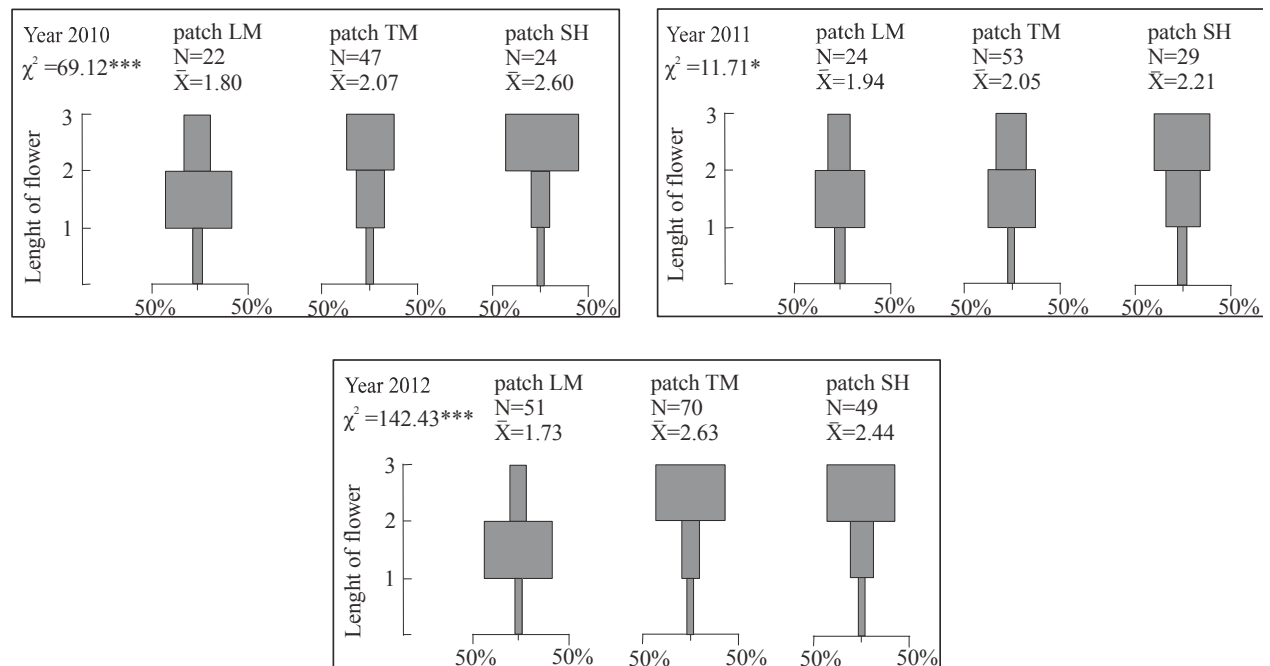 Year 2010
χ² =69.12***
patch LM
N=22
X̄=1.80
patch TM
N=47
X̄=2.07
patch SH
N=24
X̄=2.60
Lenght of flower
3
2
1
50% 50%
50% 50%
50% 50%
Year 2011
χ² =11.71*
patch LM
N=24
X̄=1.94
patch TM
N=53
X̄=2.05
patch SH
N=29
X̄=2.21
Lenght of flower
3
2
1
50% 50%
50% 50%
50% 50%
Year 2012
χ² =142.43***
patch LM
N=51
X̄=1.73
patch TM
N=70
X̄=2.63
patch SH
N=49
X̄=2.44
Lenght of flower
3
2
1
50% 50%
50% 50%
50% 50%